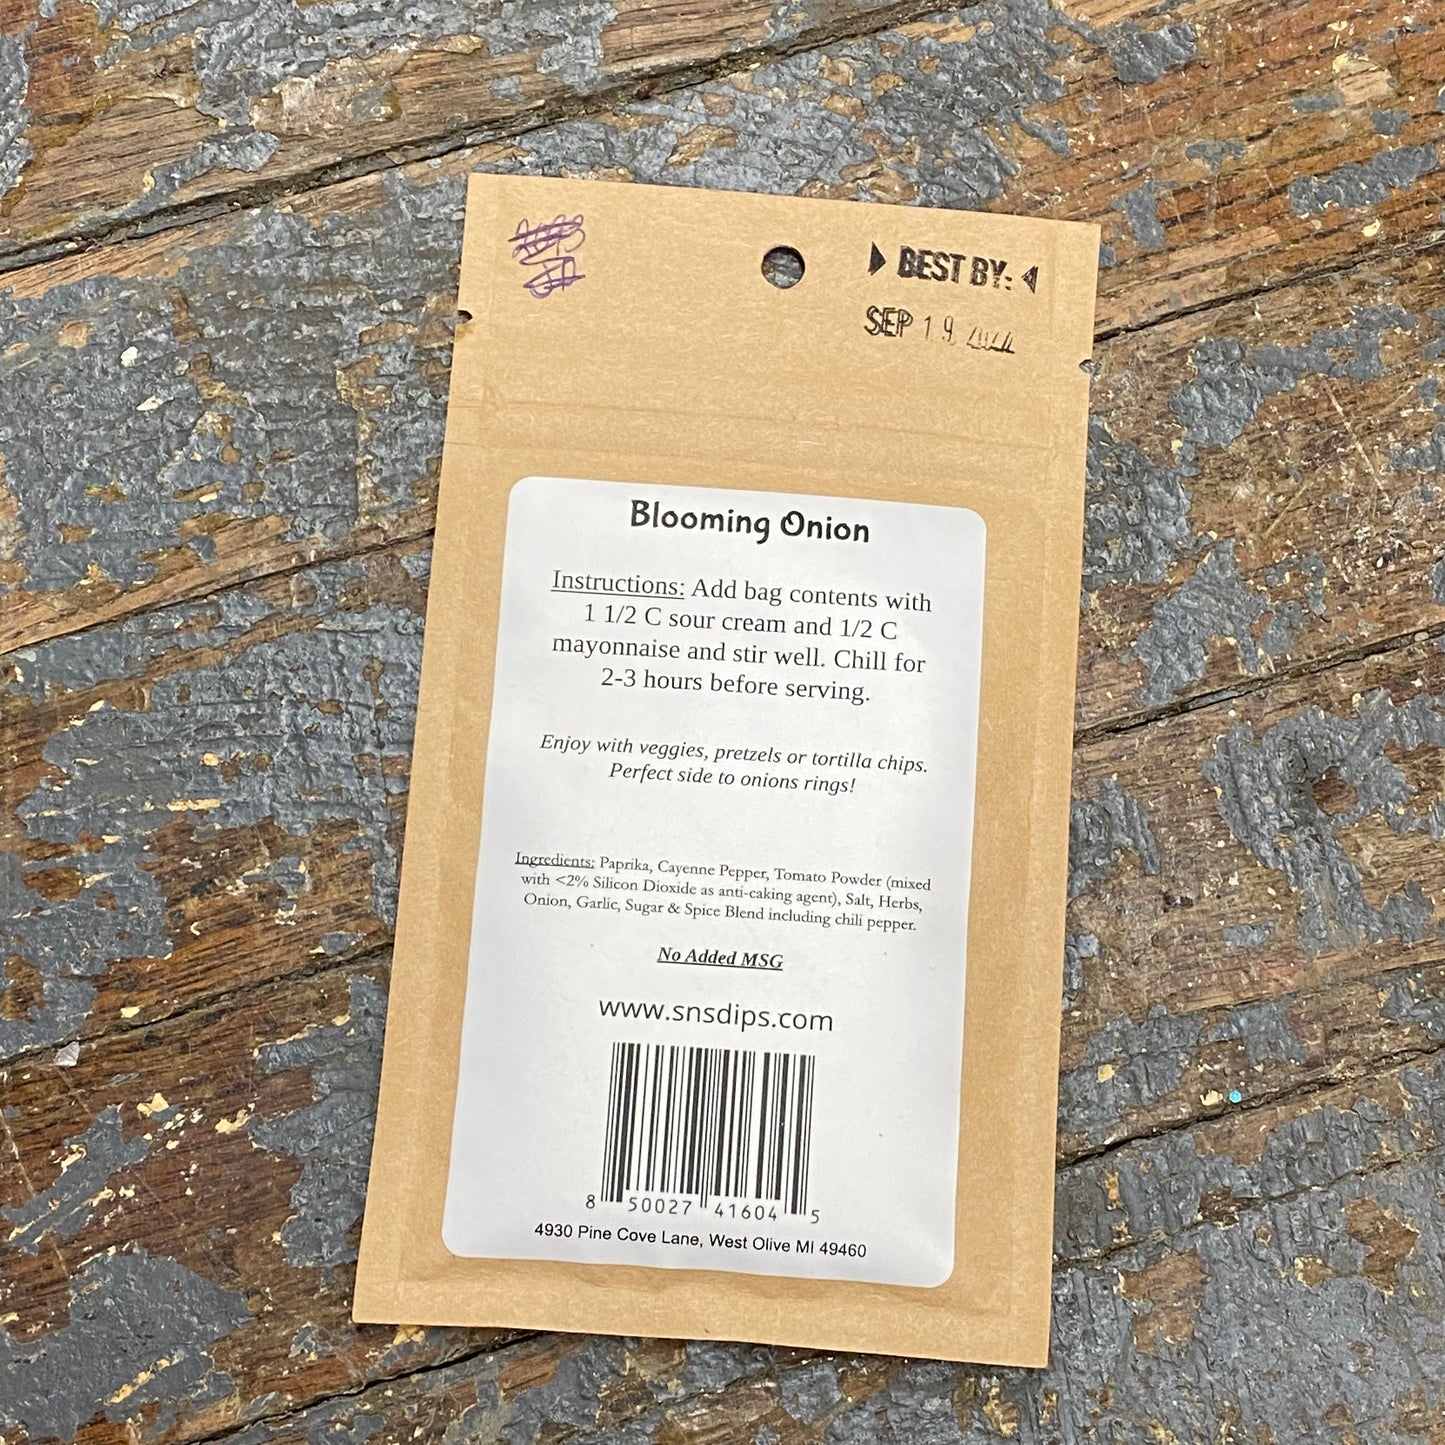 BEST BY:
SEP 19
Blooming Onion
Instructions: Add bag contents with
1 1/2 C sour cream and 1/2 C
mayonnaise and stir well. Chill for
2-3 hours before serving.
Enjoy with veggies, pretzels or tortilla chips.
Perfect side to onions rings!
Ingredients: Paprika, Cayenne Pepper, Tomato Powder (mixed
with <2% Silicon Dioxide as anti-caking agent), Salt, Herbs,
Onion, Garlic, Sugar & Spice Blend including chili pepper.
No Added MSG
www.snsdips.com
8 50027 41604 5
4930 Pine Cove Lane, West Olive MI 49460